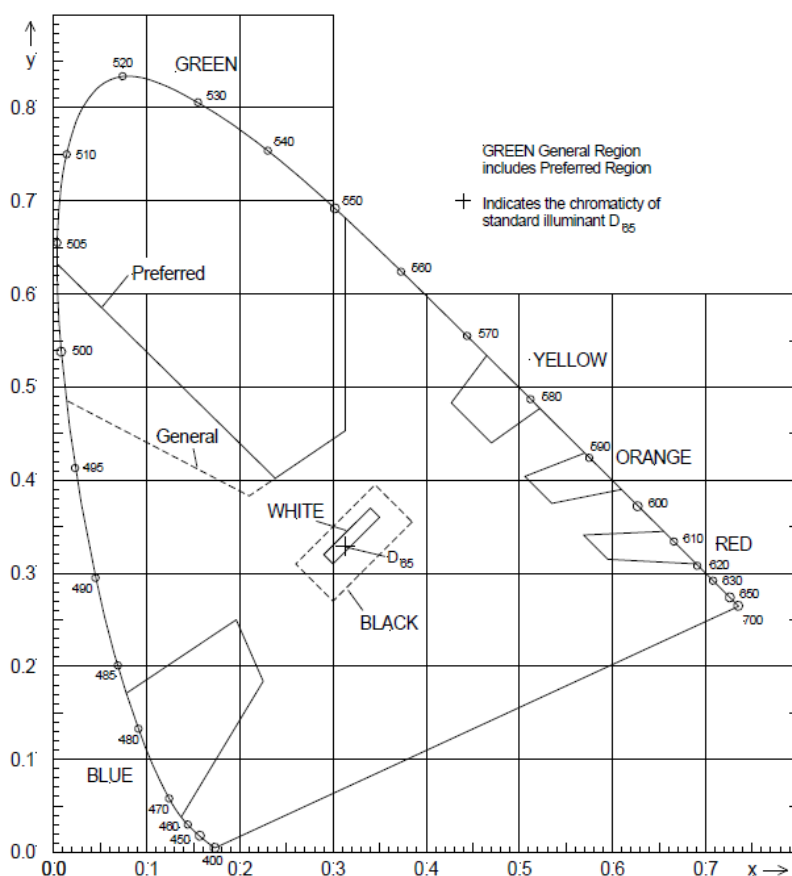 y
520
GREEN
530
0.8
540
GREEN General Region
includes Preferred Region
510
Indicates the chromaticity of
standard illuminant D65
0.7
550
505
Preferred
560
0.6
570
500
YELLOW
0.5
580
General
590
495
ORANGE
0.4
WHITE
600
610
RED
D65
620
0.3
630
490
650
BLACK
700
0.2
485
480
0.1
BLUE
470
460
450
400
0.0
0.0 0.1 0.2 0.3 0.4 0.5 0.6 0.7 x